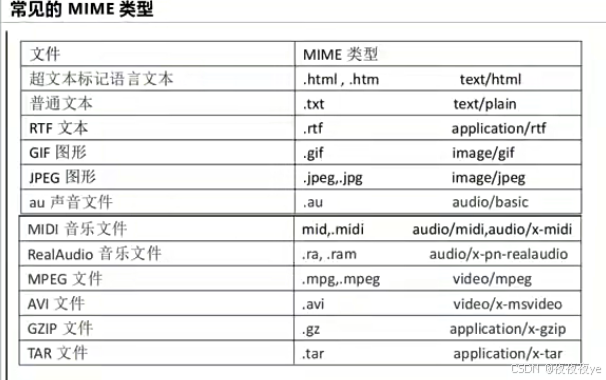 常见的 MIME 类型
文件 MIME 类型
超文本标记语言文本 .html , .htm text/html
普通文本 .txt text/plain
RTF 文本 .rtf application/rtf
GIF 图形 .gif image/gif
JPEG 图形 .jpeg,.jpg image/jpeg
au 声音文件 .au audio/basic
MIDI 音乐文件 mid,.midi audio/midi,audio/x-midi
RealAudio 音乐文件 .ra, .ram audio/x-pn-realaudio
MPEG 文件 .mpg,.mpeg video/mpeg
AVI 文件 .avi video/x-msvideo
GZIP 文件 .gz application/x-gzip
TAR 文件 .tar application/x-tar
CSDN @孜孜孜ye